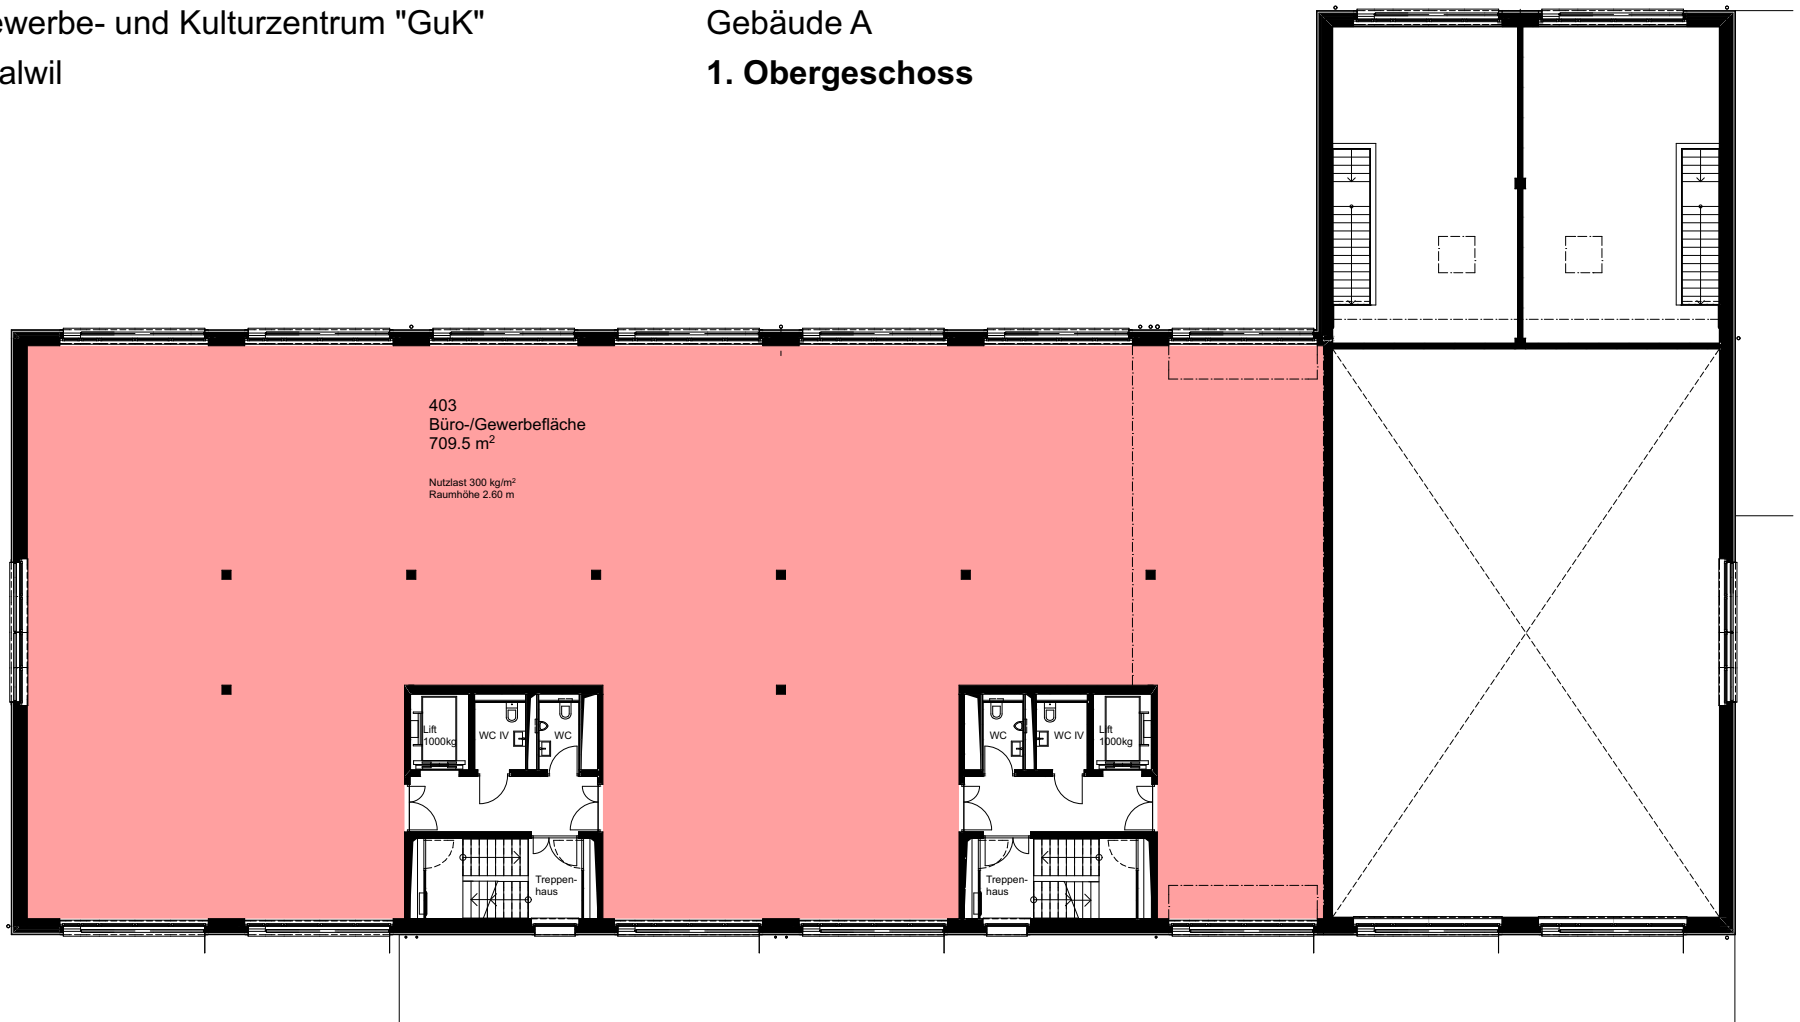 ewerbe- und Kulturzentrum "GuK"
Gebäude A
alwil
1. Obergeschoss
403
Büro-/Gewerbefläche
709.5 m²
Nutzlast 300 kg/m²
Raumhöhe 2.60 m
Lift
1000kg
WC IV
WC
WC
WC IV
Lift
1000kg
Treppen-
haus
Treppen-
haus